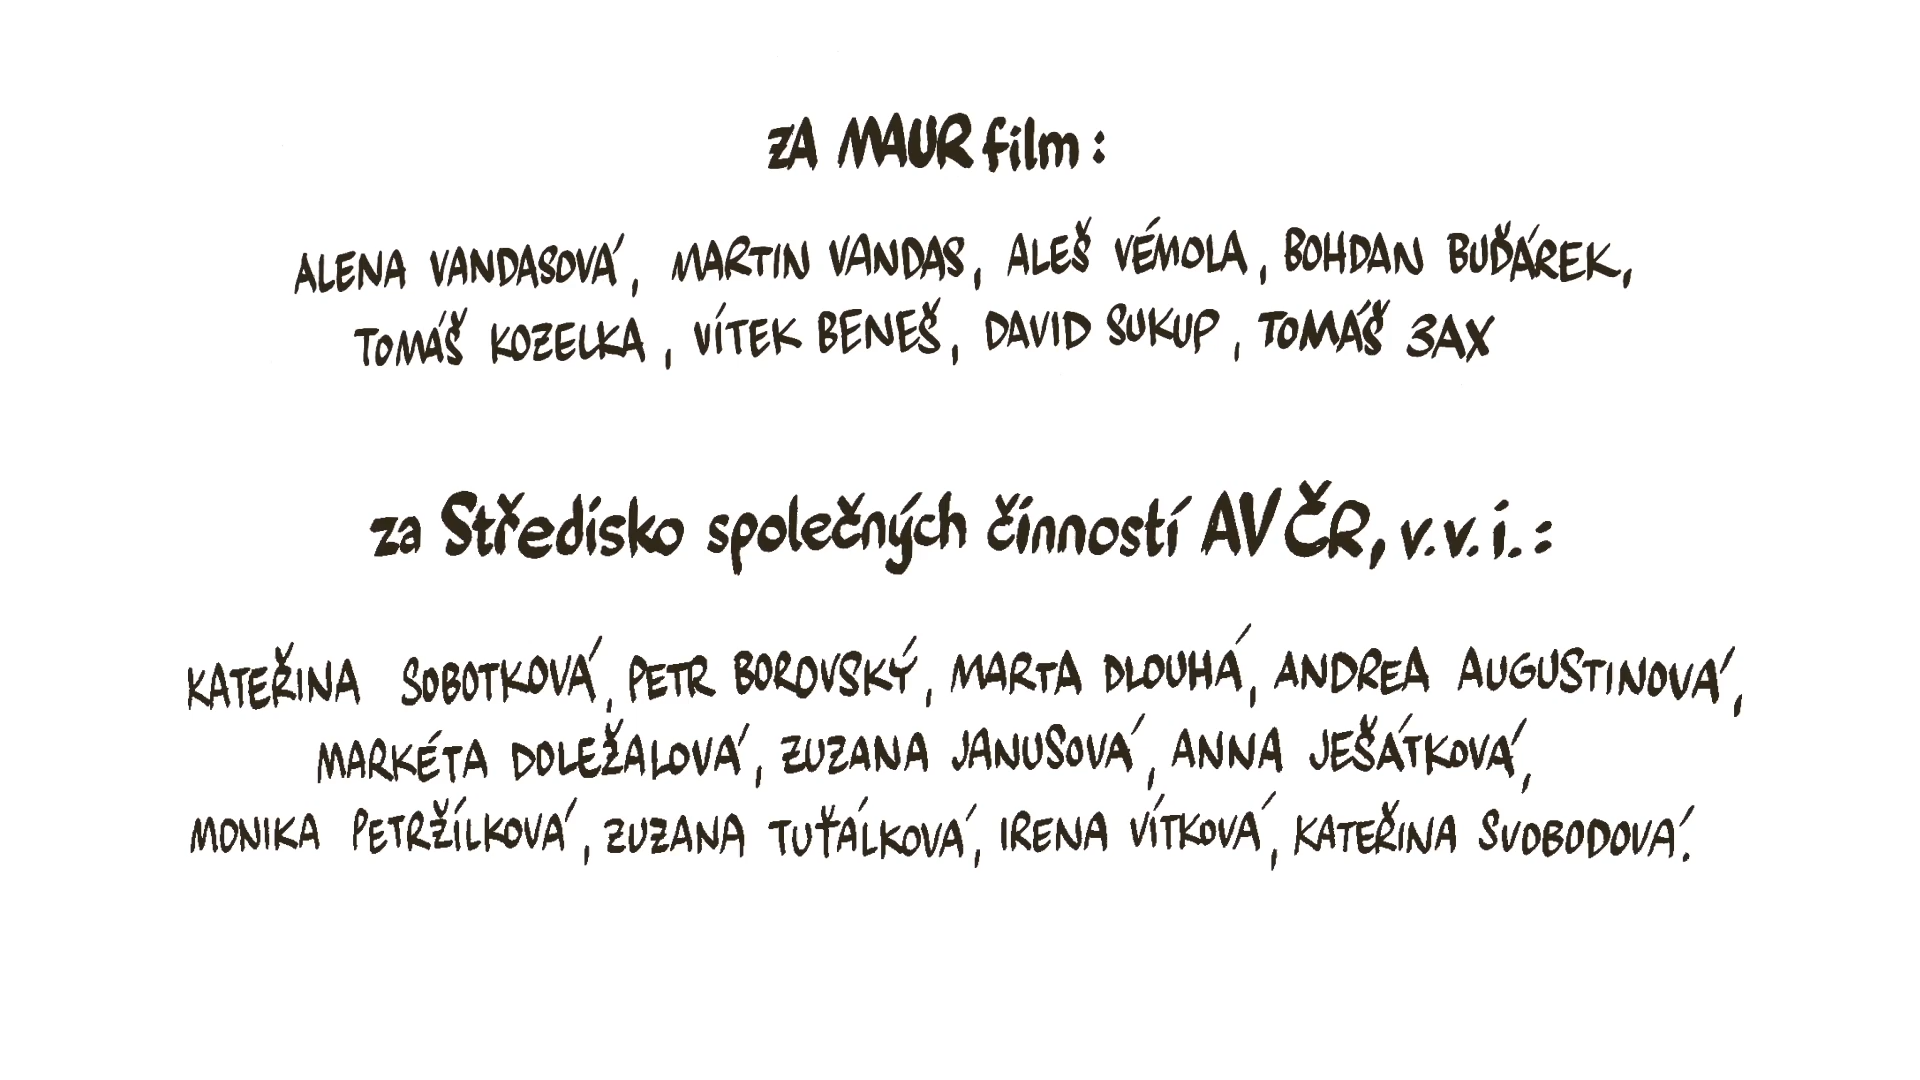 ZA MAUR film :
ALENA VANDASOVÁ, MARTIN VANDAS, ALEŠ VÉMOLA, BOHDAN BUĎÁREK,
TOMÁŠ KOZELKA, VÍTEK BENEŠ, DAVID SUKUP, TOMÁŠ 3AX
za Středisko společných činností AV ČR, v.v.i.:
KATEŘINA SOBOTKOVÁ, PETR BOROVSKÝ, MARTA DLOUHÁ, ANDREA AUGUSTINOVÁ,
MARKÉTA DOLEŽALOVÁ, ZUZANA JANUSOVÁ, ANNA JEŠÁTKOVÁ,
MONIKA PETRŽÍLKOVÁ, ZUZANA TUŤÁLKOVÁ, IRENA VÍTKOVÁ, KATEŘINA SVOBODOVÁ.